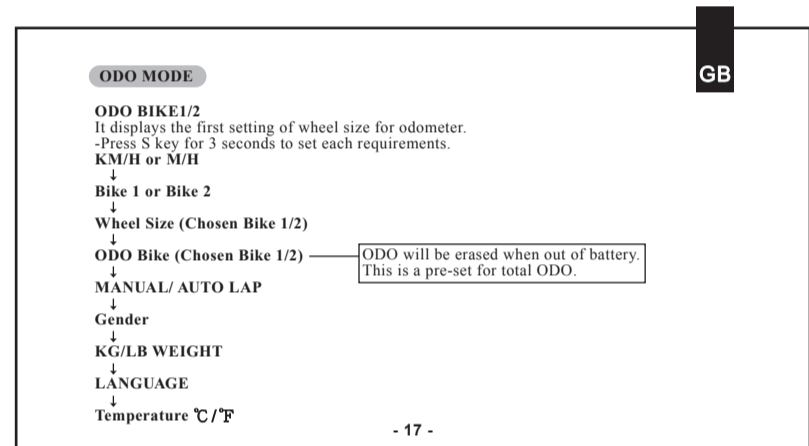 GB
ODO MODE
ODO BIKE1/2
It displays the first setting of wheel size for odometer.
-Press S key for 3 seconds to set each requirements.
KM/H or M/H
↓
Bike 1 or Bike 2
↓
Wheel Size (Chosen Bike 1/2)
↓
ODO Bike (Chosen Bike 1/2)
ODO will be erased when out of battery.
This is a pre-set for total ODO.
↓
MANUAL/ AUTO LAP
↓
Gender
↓
KG/LB WEIGHT
↓
LANGUAGE
↓
Temperature ℃/℉
- 17 -